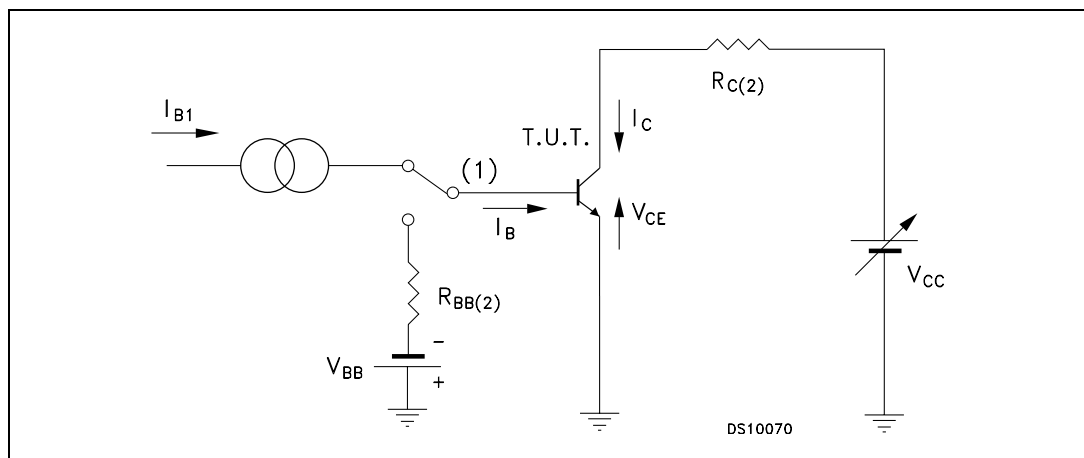 R_C(2)
I_B1
I_C
T.U.T.
(1)
V_CE
I_B
V_CC
R_BB(2)
-
V_BB
+
DS10070